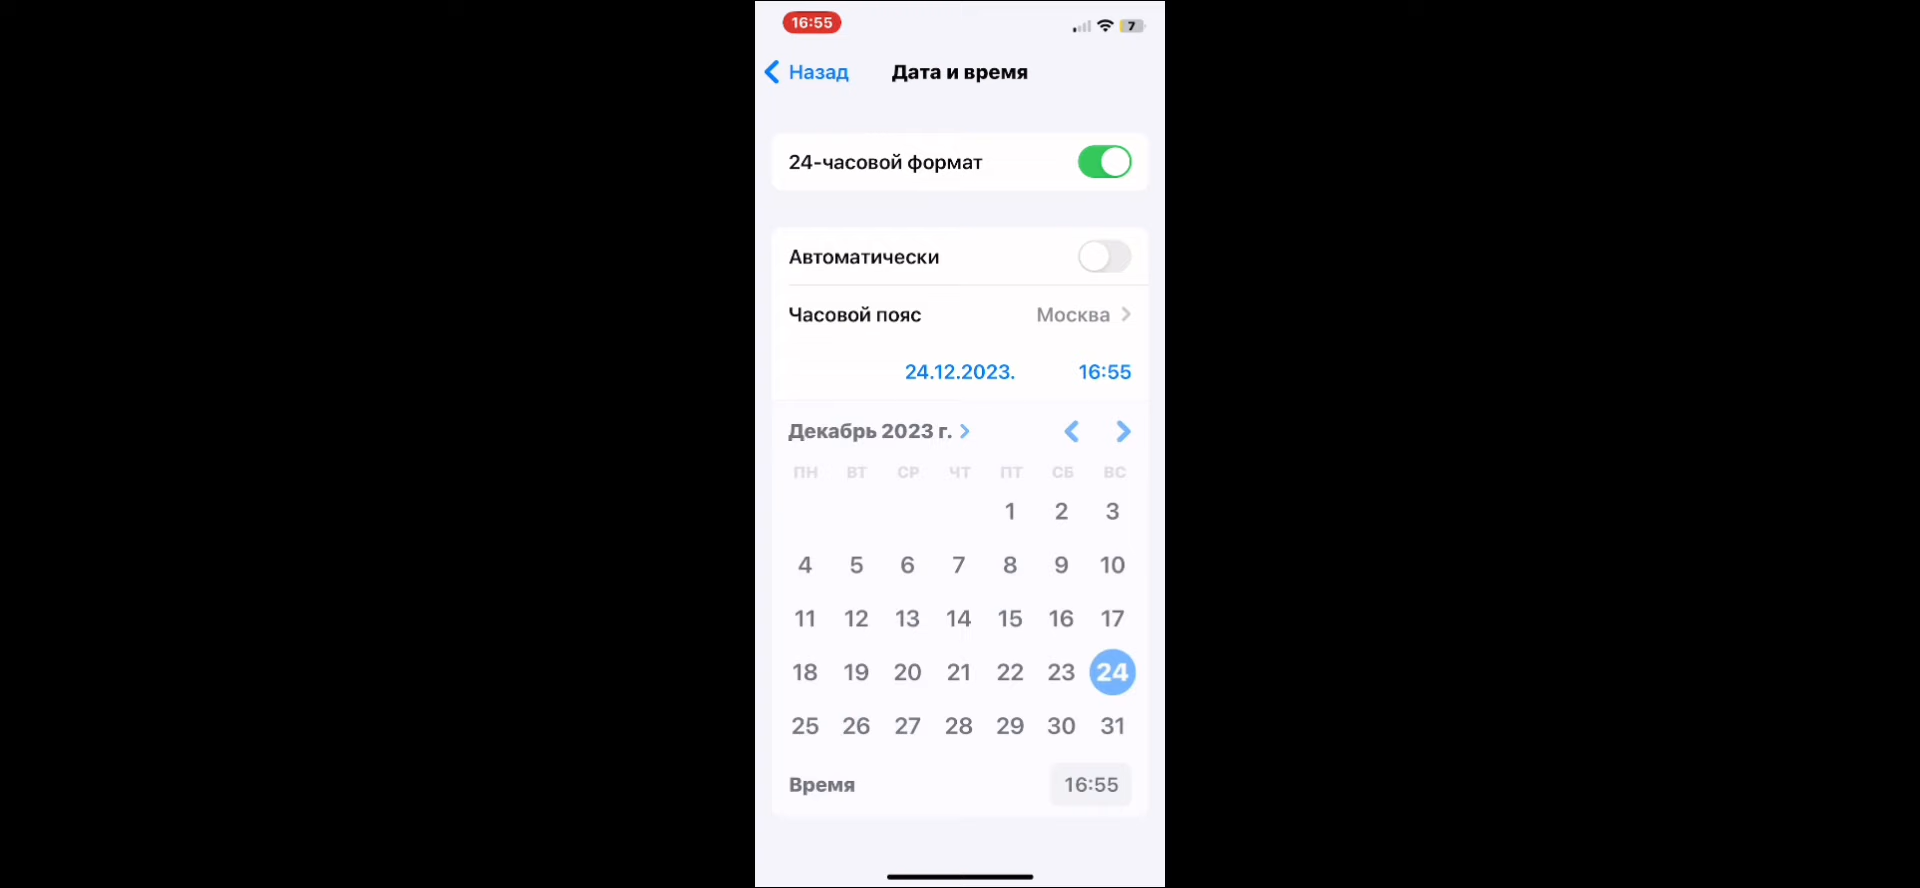 16:55
7
Назад
Дата и время
24-часовой формат
Автоматически
Часовой пояс Москва
24.12.2023. 16:55
Декабрь 2023 г.
ПН ВТ СР ЧТ ПТ СБ ВС
1 2 3
4 5 6 7 8 9 10
11 12 13 14 15 16 17
18 19 20 21 22 23 24
25 26 27 28 29 30 31
Время 16:55